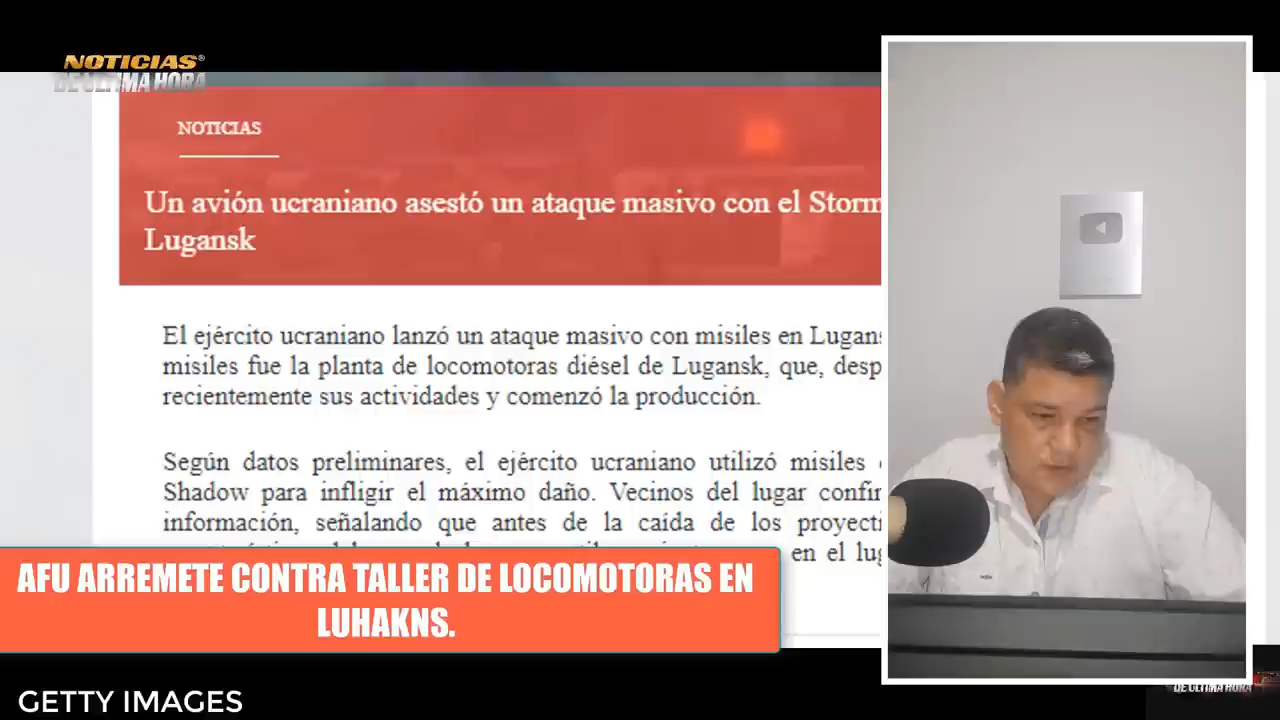 NOTICIAS®
DE ÚLTIMA HORA
NOTICIAS
Un avión ucraniano asestó un ataque masivo con el Storm
Lugansk
El ejército ucraniano lanzó un ataque masivo con misiles en Lugans
misiles fue la planta de locomotoras diésel de Lugansk, que, desp
recientemente sus actividades y comenzó la producción.
Según datos preliminares, el ejército ucraniano utilizó misiles
Shadow para infligir el máximo daño. Vecinos del lugar confir
información, señalando que antes de la caída de los proyecti
en el lug
AFU ARREMETE CONTRA TALLER DE LOCOMOTORAS EN
LUHAKNS.
GETTY IMAGES
DE ÚLTIMA HORA